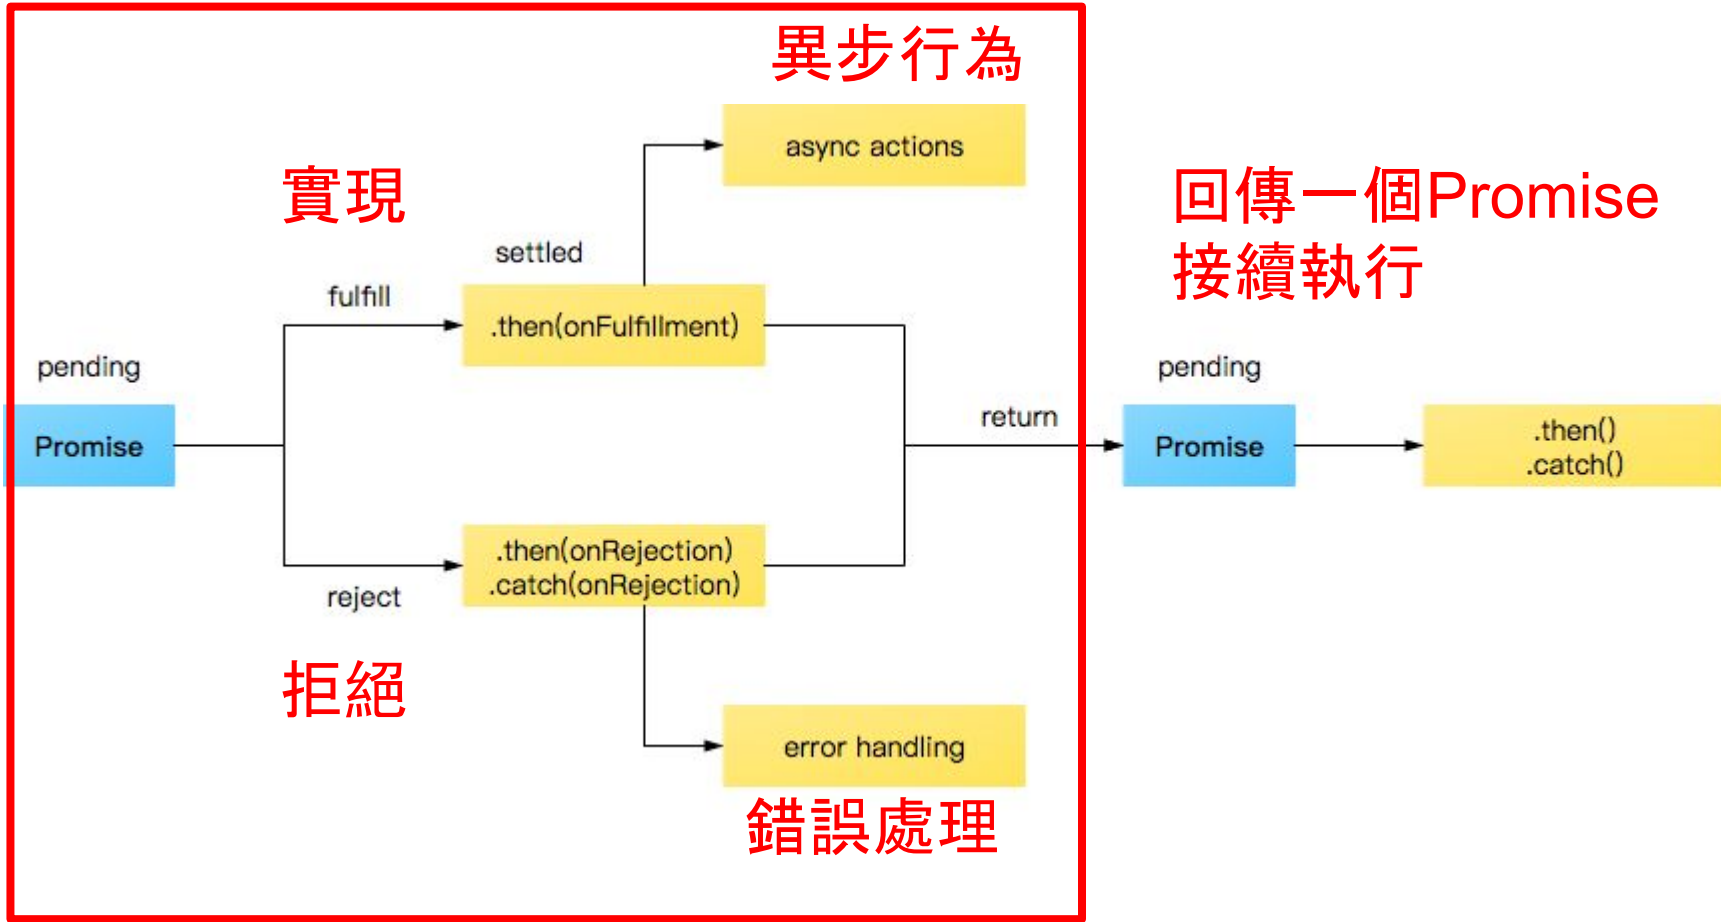 異步行為
async actions
實現
settled
fulfill
.then(onFulfillment)
pending
Promise
return
reject
.then(onRejection)
.catch(onRejection)
拒絕
error handling
錯誤處理
回傳一個Promise
接續執行
pending
Promise
.then()
.catch()